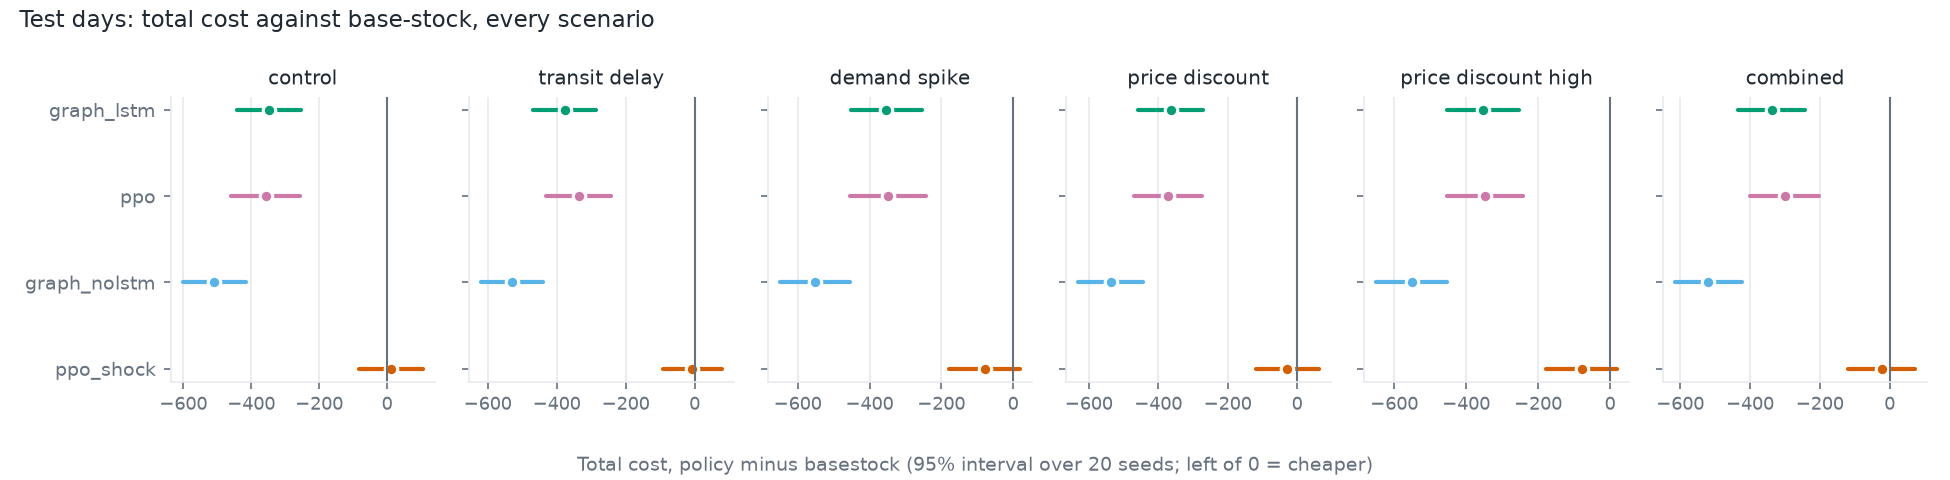 Test days: total cost against base-stock, every scenario
control transit delay demand spike price discount price discount high combined
graph_lstm
ppo
graph_nolstm
ppo_shock
−600 −400 −200 0 −600 −400 −200 0 −600 −400 −200 0 −600 −400 −200 0 −600 −400 −200 0 −600 −400 −200 0
Total cost, policy minus basestock (95% interval over 20 seeds; left of 0 = cheaper)